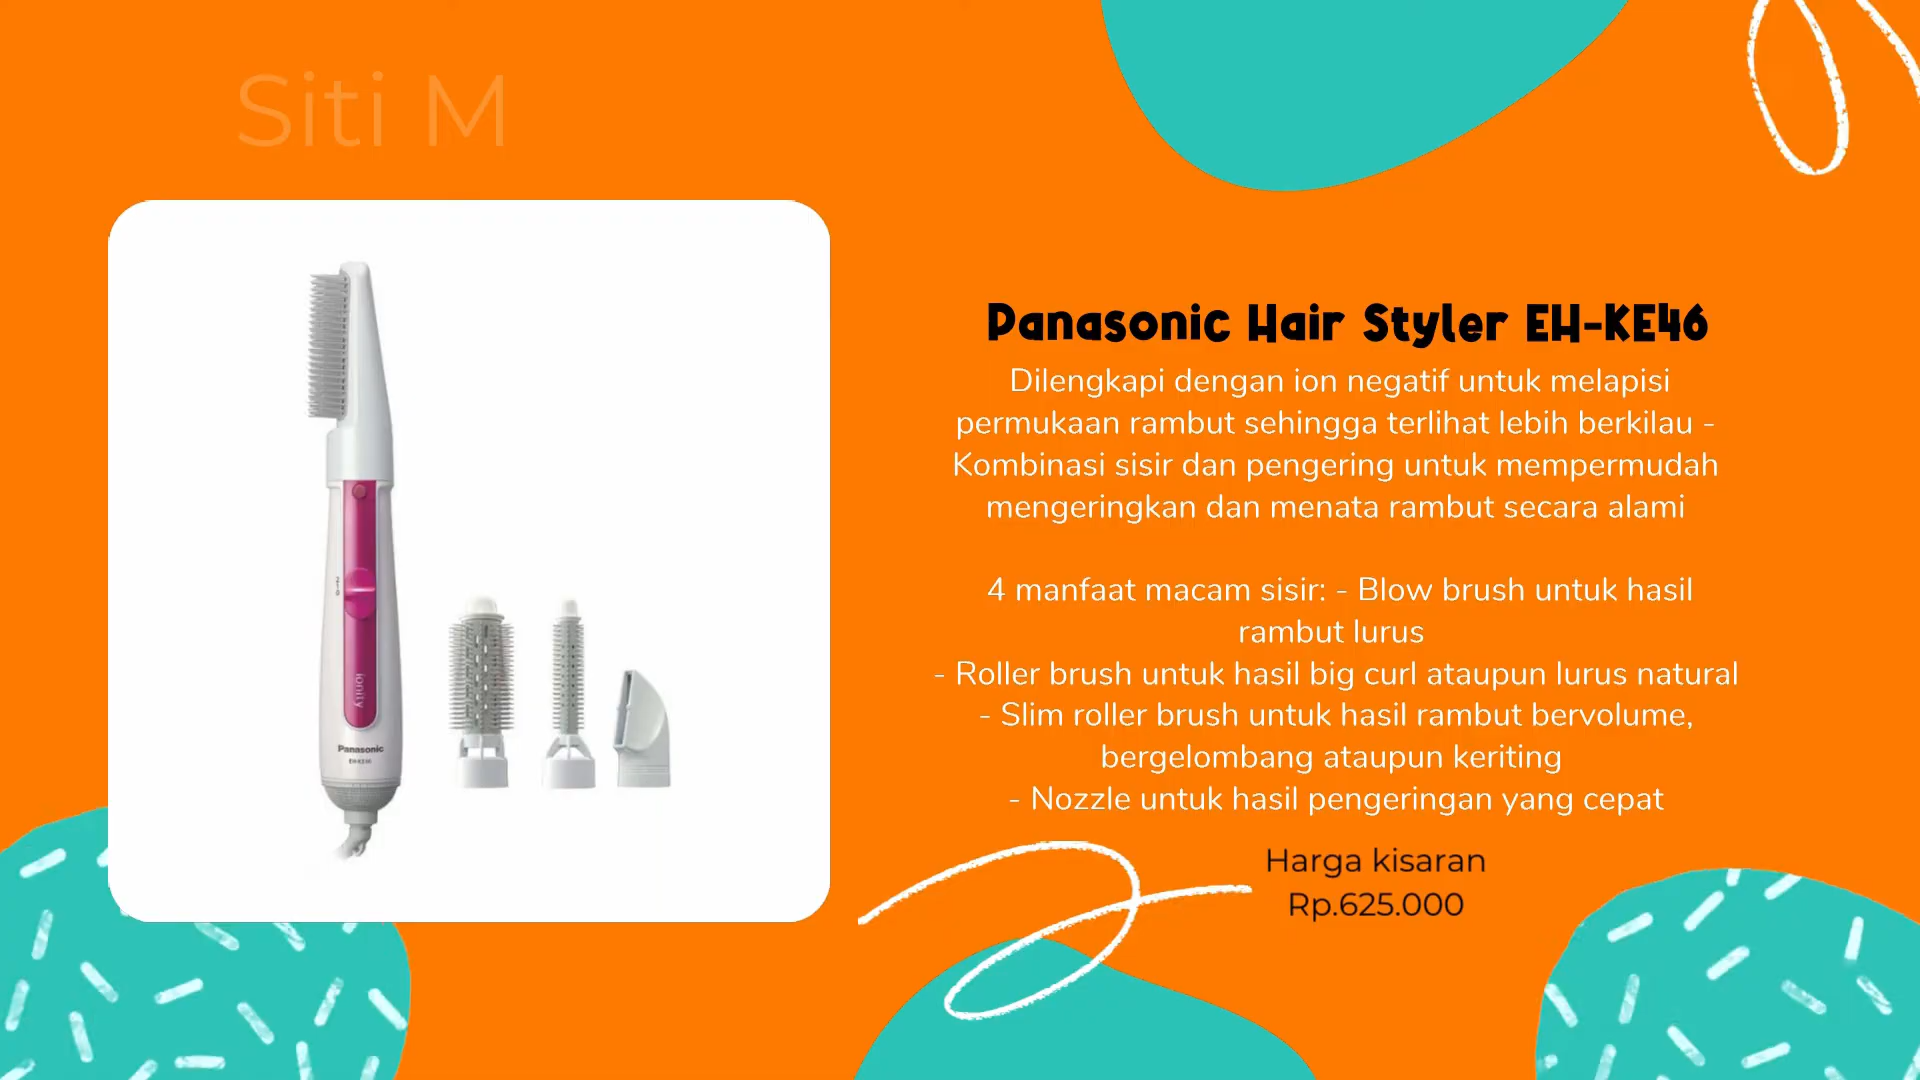 Siti M
Panasonic Hair Styler EH-KE46
Dilengkapi dengan ion negatif untuk melapisi
permukaan rambut sehingga terlihat lebih berkilau -
Kombinasi sisir dan pengering untuk mempermudah
mengeringkan dan menata rambut secara alami
4 manfaat macam sisir: - Blow brush untuk hasil
rambut lurus
- Roller brush untuk hasil big curl ataupun lurus natural
- Slim roller brush untuk hasil rambut bervolume,
bergelombang ataupun keriting
- Nozzle untuk hasil pengeringan yang cepat
Harga kisaran
Rp.625.000
ionity
Panasonic
EH-KE46